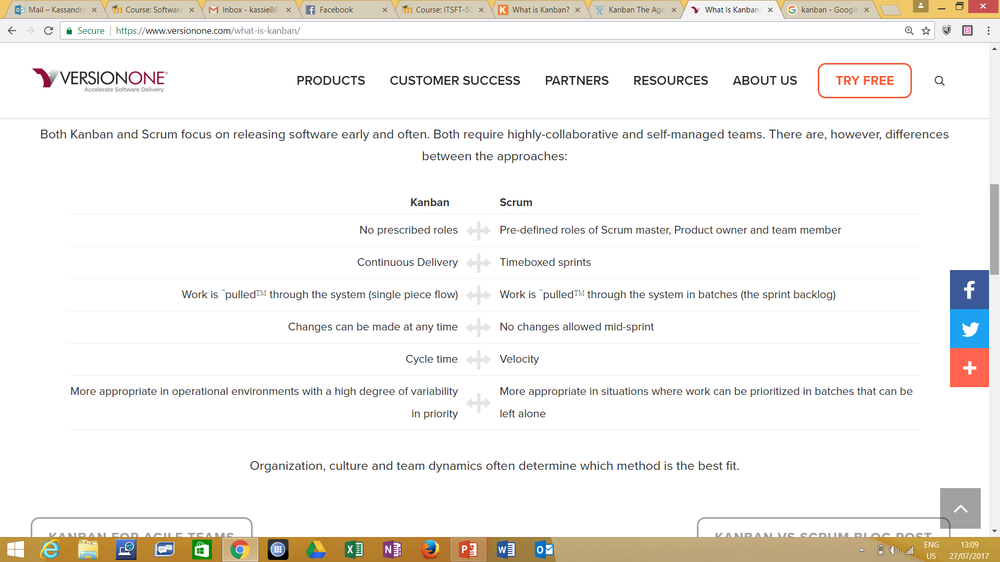 Mail – Kassandra
Course: Software
Inbox - kassie86
Facebook
Course: ITSFT-50
What is Kanban?
Kanban The Agil
What Is Kanban?
kanban - Google
Secure
https://www.versionone.com/what-is-kanban/
VERSIONONE®
Accelerate Software Delivery
PRODUCTS
CUSTOMER SUCCESS
PARTNERS
RESOURCES
ABOUT US
TRY FREE
Both Kanban and Scrum focus on releasing software early and often. Both require highly-collaborative and self-managed teams. There are, however, differences
between the approaches:
Kanban
Scrum
No prescribed roles
Pre-defined roles of Scrum master, Product owner and team member
Continuous Delivery
Timeboxed sprints
Work is ˜pulled™ through the system (single piece flow)
Work is ˜pulled™ through the system in batches (the sprint backlog)
Changes can be made at any time
No changes allowed mid-sprint
Cycle time
Velocity
More appropriate in operational environments with a high degree of variability
in priority
More appropriate in situations where work can be prioritized in batches that can be
left alone
Organization, culture and team dynamics often determine which method is the best fit.
KANBAN FOR AGILE TEAMS
KANBAN VS SCRUM BLOG POST
ENG
US
13:09
27/07/2017